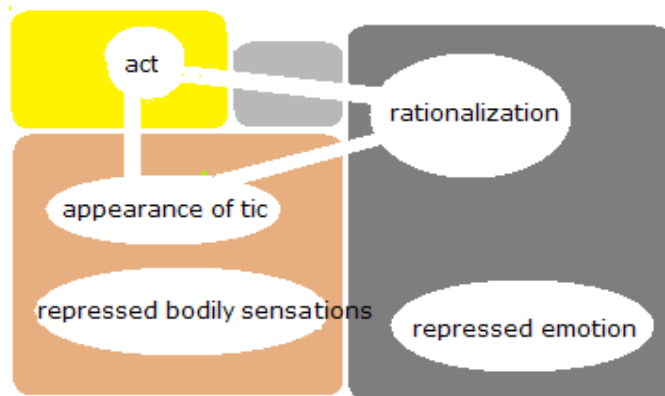 act
rationalization
appearance of tic
repressed bodily sensations
repressed emotion